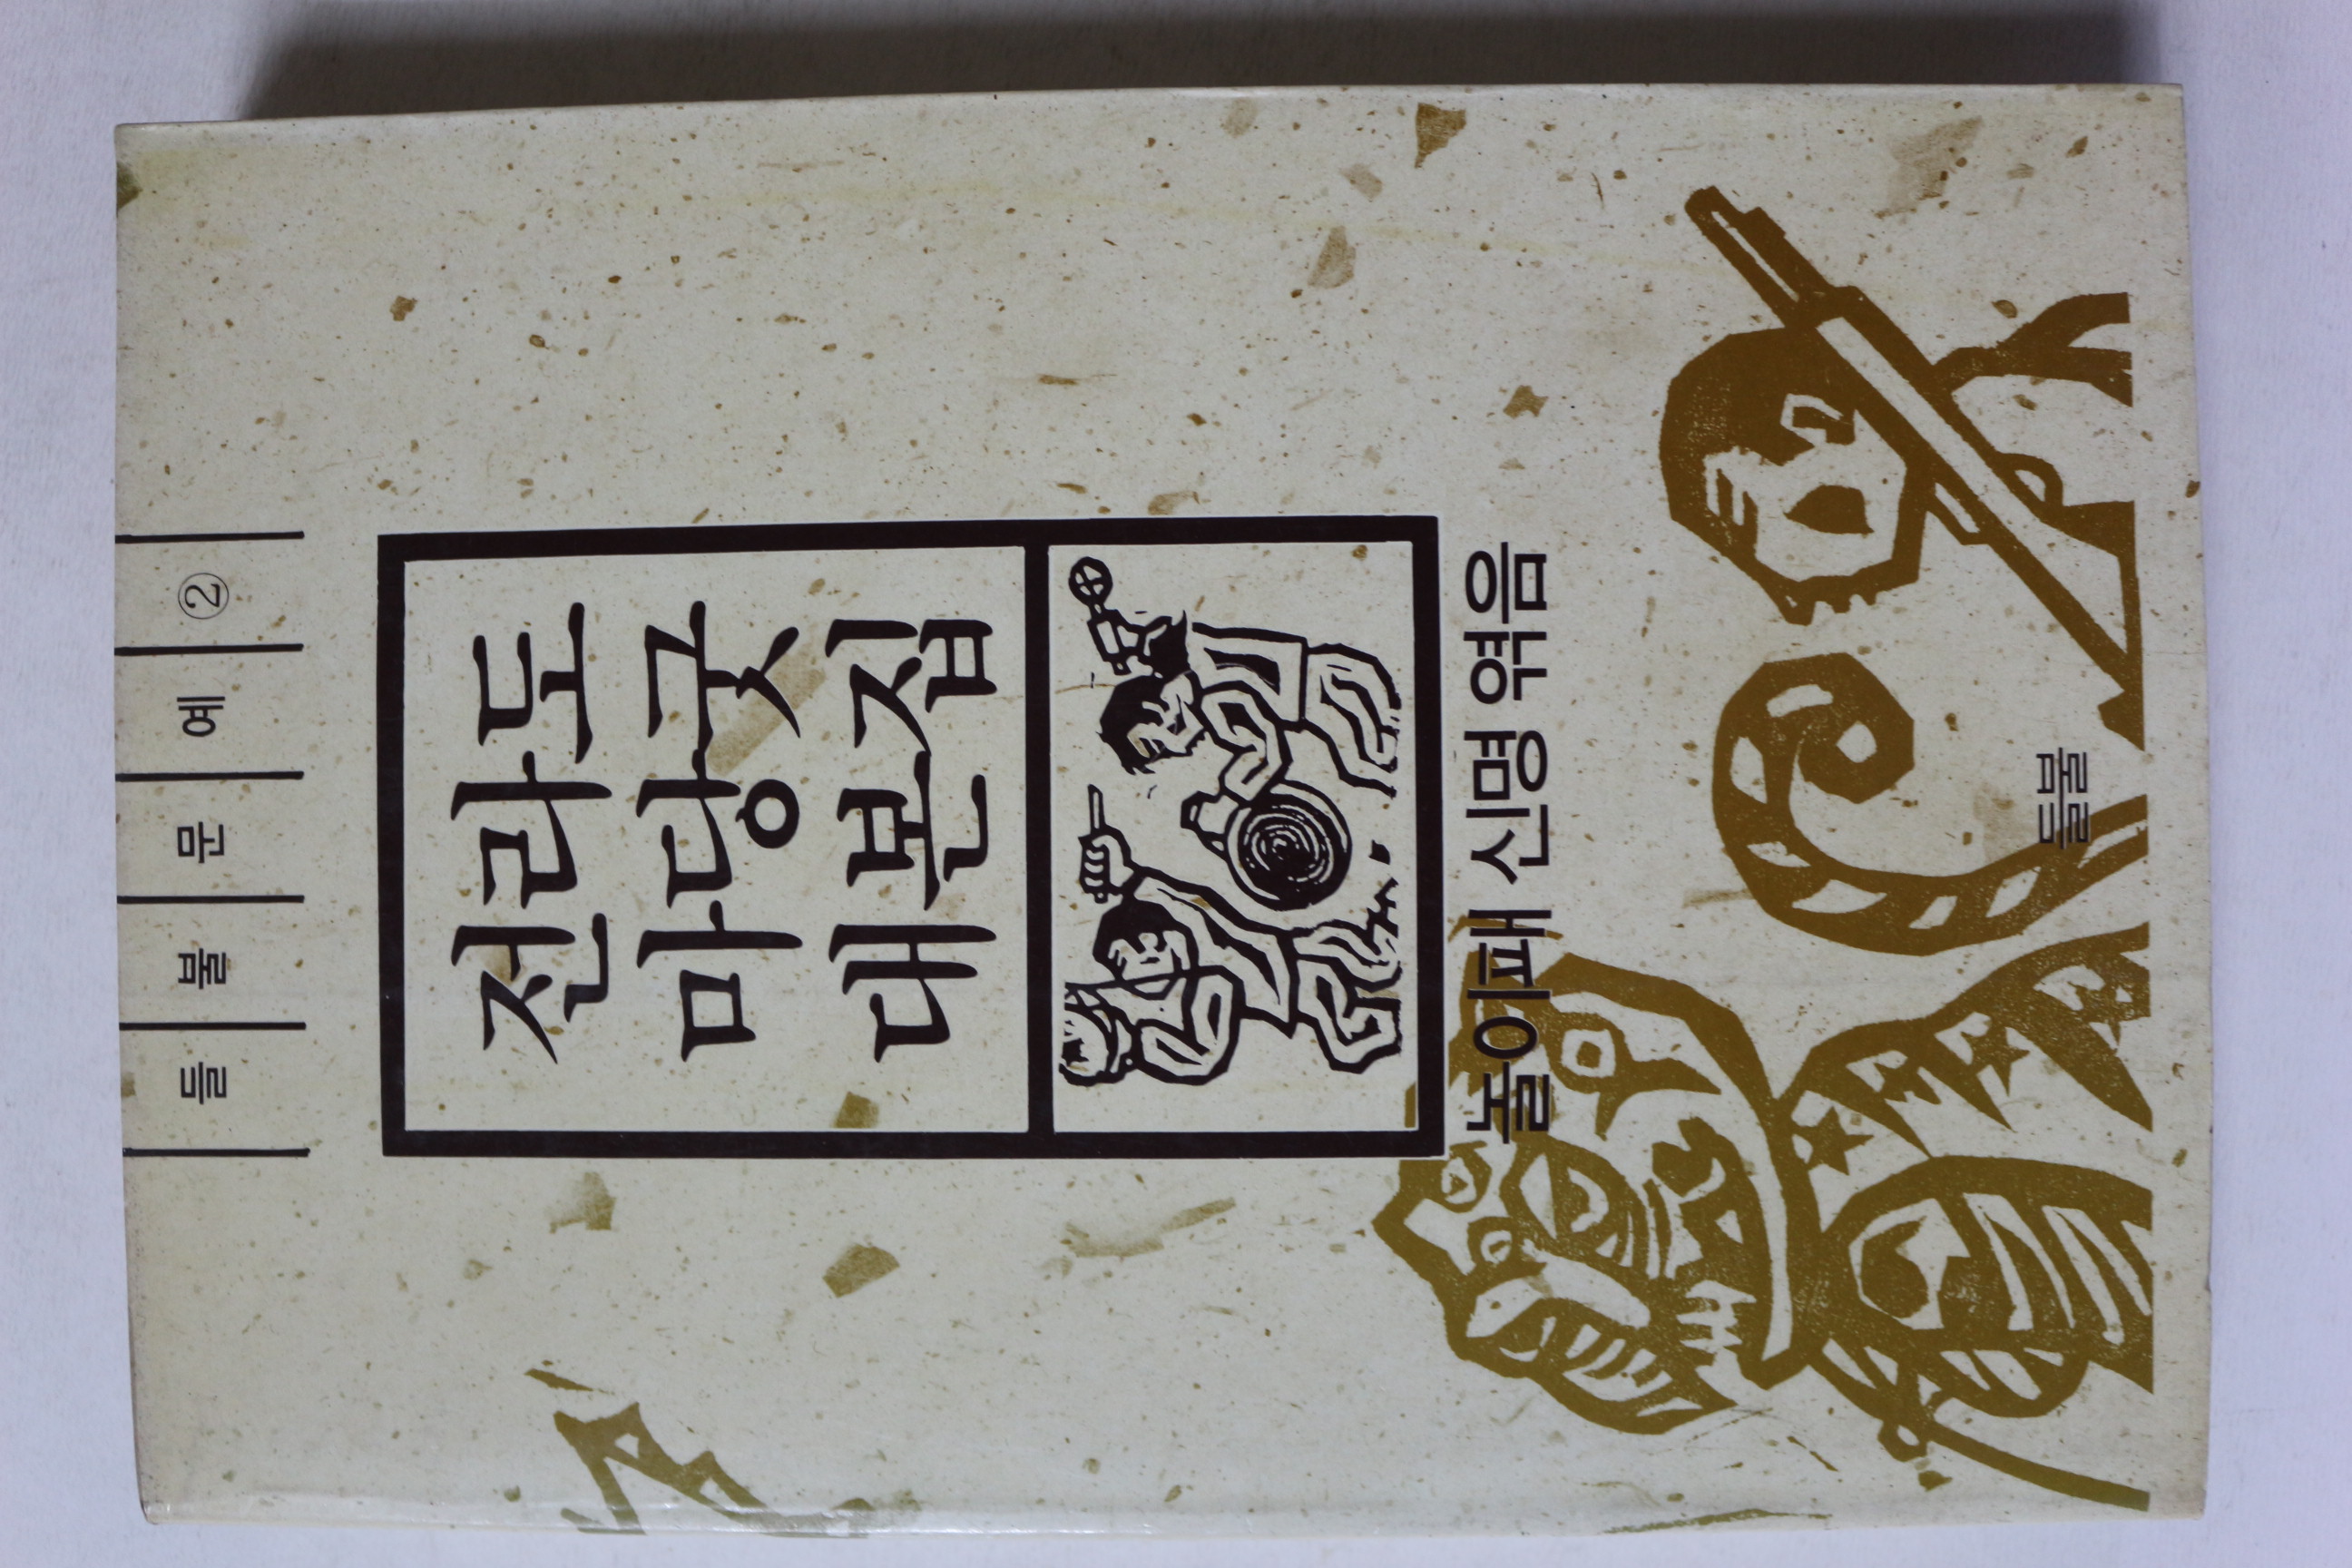 들불문예 ②
전라도
마당굿
대본집
놀이패 신명 엮음
들불